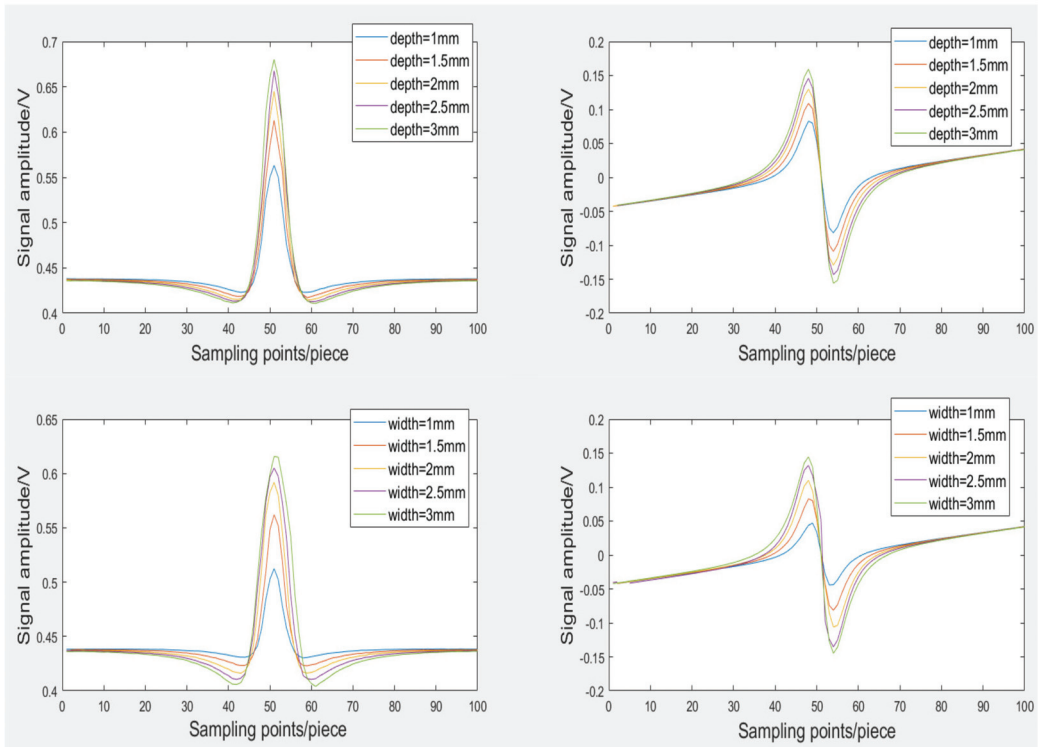 0.7
0.65
0.6
0.55
0.5
0.45
0.4
Signal amplitude/V
0 10 20 30 40 50 60 70 80 90 100
Sampling points/piece
depth=1mm
depth=1.5mm
depth=2mm
depth=2.5mm
depth=3mm
0.2
0.15
0.1
0.05
0
-0.05
-0.1
-0.15
-0.2
Signal amplitude/V
0 10 20 30 40 50 60 70 80 90 100
Sampling points/piece
depth=1mm
depth=1.5mm
depth=2mm
depth=2.5mm
depth=3mm
0.65
0.6
0.55
0.5
0.45
0.4
Signal amplitude/V
0 10 20 30 40 50 60 70 80 90 100
Sampling points/piece
width=1mm
width=1.5mm
width=2mm
width=2.5mm
width=3mm
0.2
0.15
0.1
0.05
0
-0.05
-0.1
-0.15
-0.2
Signal amplitude/V
0 10 20 30 40 50 60 70 80 90 100
Sampling points/piece
width=1mm
width=1.5mm
width=2mm
width=2.5mm
width=3mm